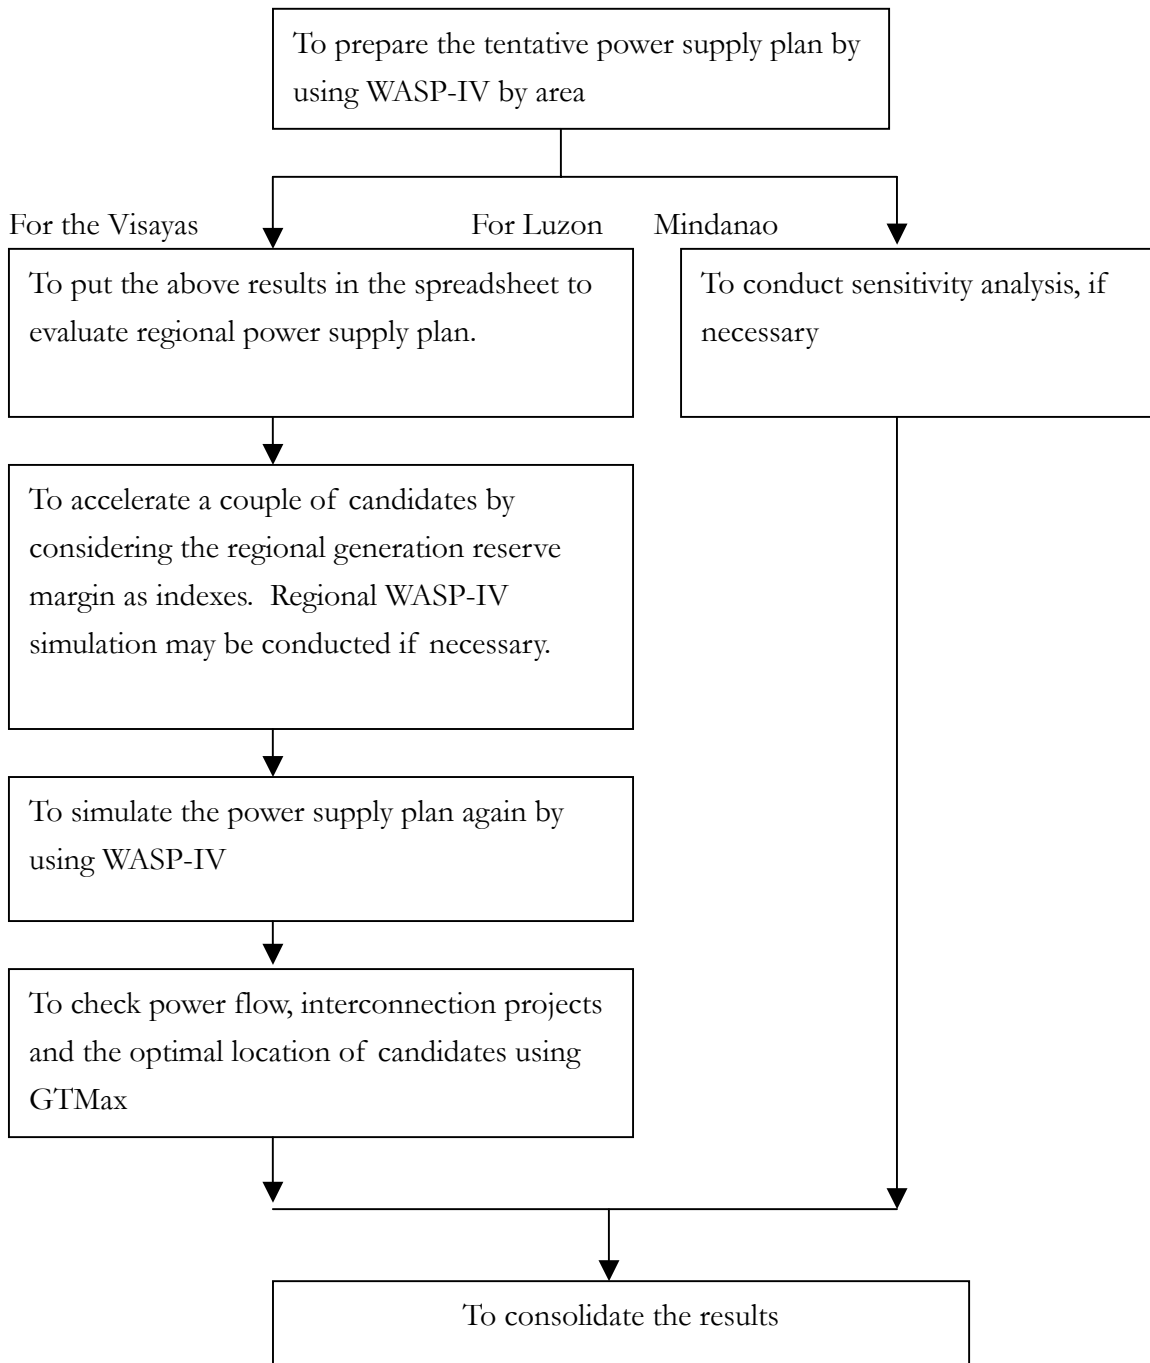 To prepare the tentative power supply plan by
using WASP-IV by area
For the Visayas
For Luzon Mindanao
To put the above results in the spreadsheet to
evaluate regional power supply plan.
To conduct sensitivity analysis, if
necessary
To accelerate a couple of candidates by
considering the regional generation reserve
margin as indexes. Regional WASP-IV
simulation may be conducted if necessary.
To simulate the power supply plan again by
using WASP-IV
To check power flow, interconnection projects
and the optimal location of candidates using
GTMax
To consolidate the results